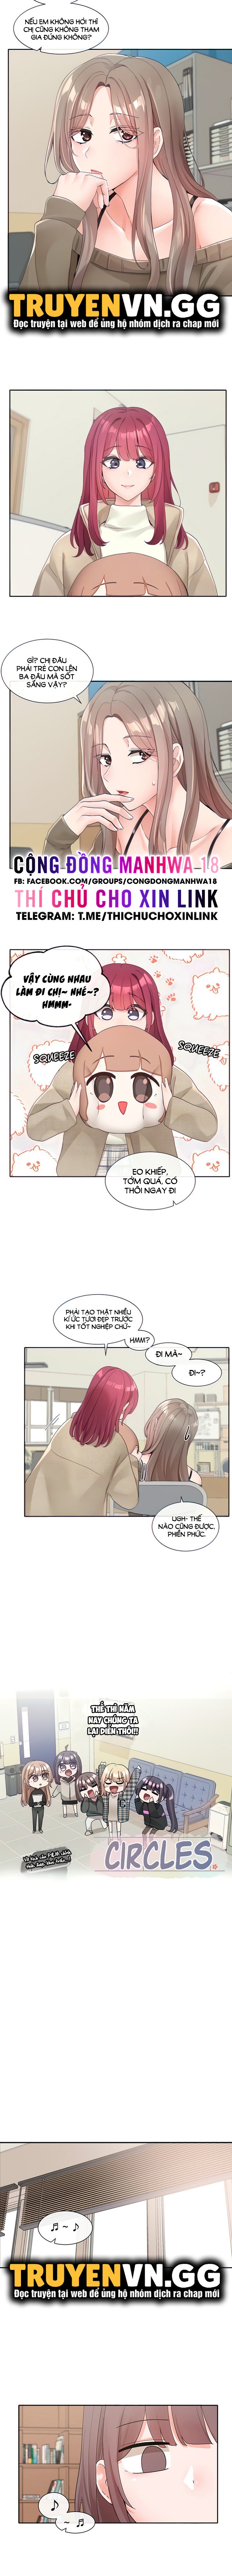 NẾU EM KHÔNG HỎI THÌ
CHỊ CŨNG KHÔNG THAM
GIA ĐÚNG KHÔNG?
TRUYENVN.GG
Đọc truyện tại web để ủng hộ nhóm dịch ra chap mới
GÌ? CHỊ ĐÂU
PHẢI TRẺ CON LÊN
BA ĐÂU MÀ SỐT
SẮNG VẬY?
CỘNG ĐỒNG MANHWA-18
FB: FACEBOOK.COM/GROUPS/CONGDONGMANHWA18
THÍ CHỦ CHO XIN LINK
TELEGRAM: T.ME/THICHUCHOXINLINK
VẬY CÙNG NHAU
LÀM ĐI CHỊ~ NHÉ~?
HMMM~
SQUEEZE
SQUEEZE
EO KHIẾP,
TỞM QUÁ, CÓ
THÔI NGAY ĐI
PHẢI TẠO THẬT NHIỀU
KÍ ỨC TƯƠI ĐẸP TRƯỚC
KHI TỐT NGHIỆP CHỨ~
HMM?
ĐI MÀ~
ĐI~?
UGH- THẾ
NÀO CŨNG ĐƯỢC,
PHIỀN PHỨC.
THẾ THÌ NĂM
NAY CHÚNG TA
LẠI DIỄN THÔI!!
CIRCLES
♬~♪
TRUYENVN.GG
Đọc truyện tại web để ủng hộ nhóm dịch ra chap mới
♪
~♬